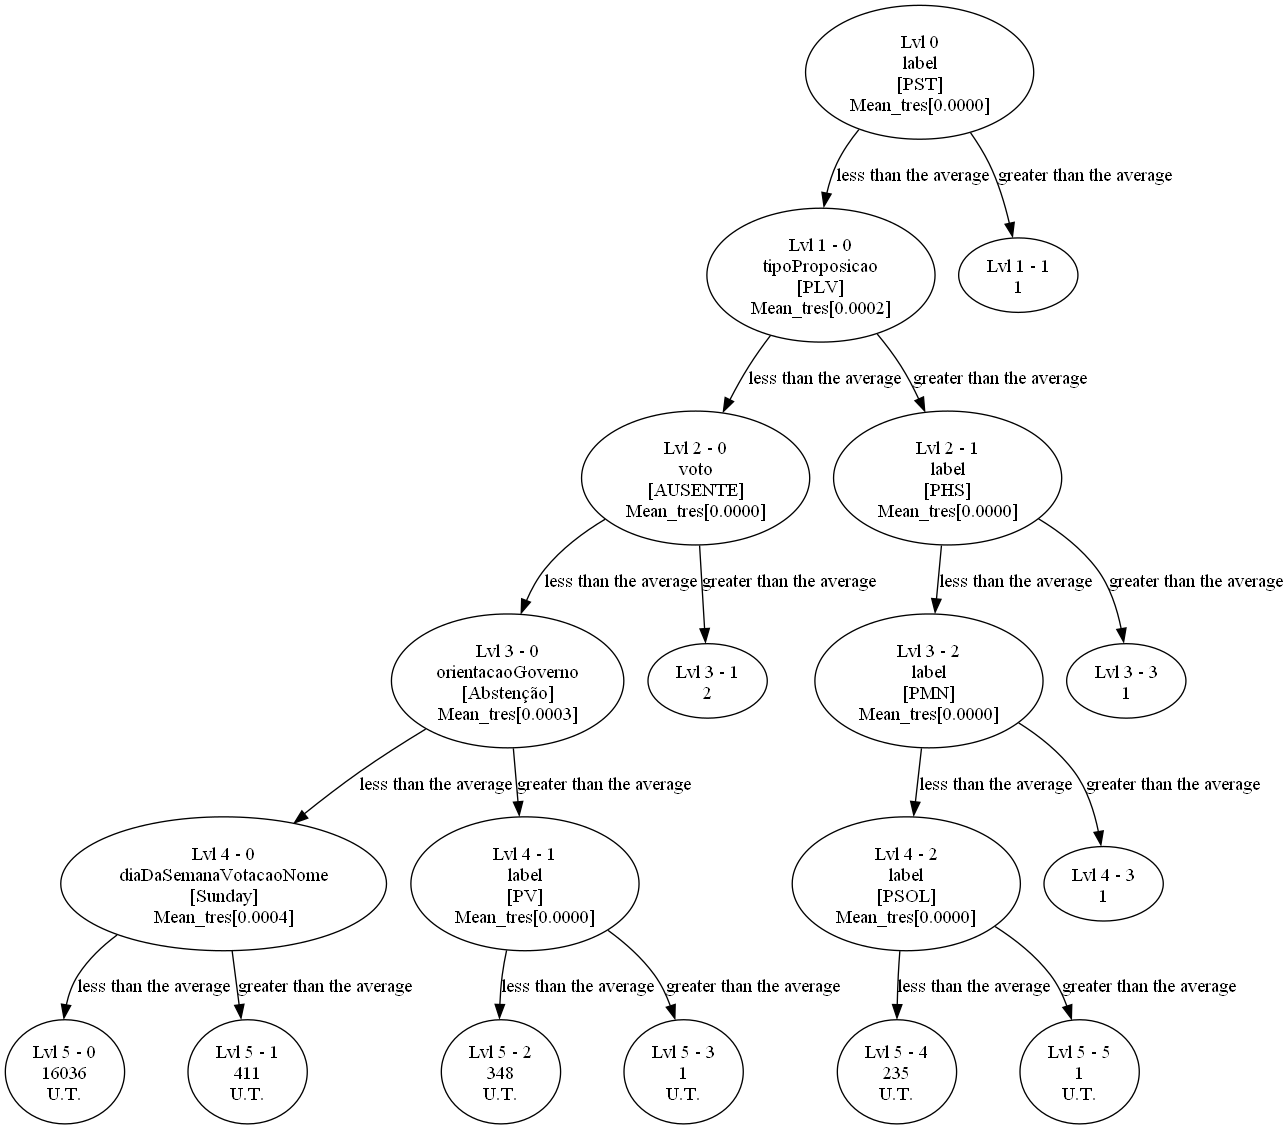 Lvl 0
label
[PST]
Mean_tres[0.0000]
less than the average
greater than the average
Lvl 1 - 0
tipoProposicao
[PLV]
Mean_tres[0.0002]
Lvl 1 - 1
1
less than the average
greater than the average
Lvl 2 - 0
voto
[AUSENTE]
Mean_tres[0.0000]
Lvl 2 - 1
label
[PHS]
Mean_tres[0.0000]
less than the average
greater than the average
less than the average
greater than the average
Lvl 3 - 0
orientacaoGoverno
[Abstenção]
Mean_tres[0.0003]
Lvl 3 - 1
2
Lvl 3 - 2
label
[PMN]
Mean_tres[0.0000]
Lvl 3 - 3
1
less than the average
greater than the average
less than the average
greater than the average
Lvl 4 - 0
diaDaSemanaVotacaoNome
[Sunday]
Mean_tres[0.0004]
Lvl 4 - 1
label
[PV]
Mean_tres[0.0000]
Lvl 4 - 2
label
[PSOL]
Mean_tres[0.0000]
Lvl 4 - 3
1
less than the average
greater than the average
less than the average
greater than the average
less than the average
greater than the average
Lvl 5 - 0
16036
U.T.
Lvl 5 - 1
411
U.T.
Lvl 5 - 2
348
U.T.
Lvl 5 - 3
1
U.T.
Lvl 5 - 4
235
U.T.
Lvl 5 - 5
1
U.T.